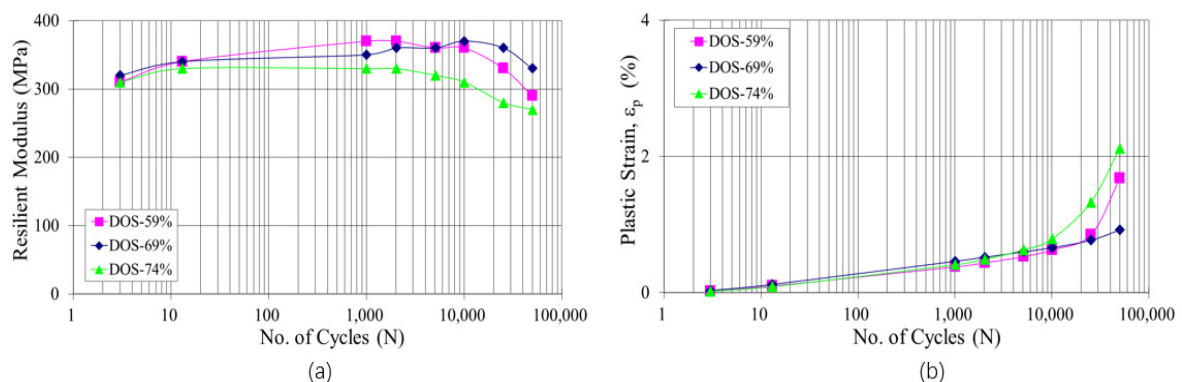 Resilient Modulus (MPa)
400
300
200
100
0
DOS-59%
DOS-69%
DOS-74%
1 10 100 1,000 10,000 100,000
No. of Cycles (N)
(a)
Plastic Strain, εp (%)
4
2
0
DOS-59%
DOS-69%
DOS-74%
1 10 100 1,000 10,000 100,000
No. of Cycles (N)
(b)